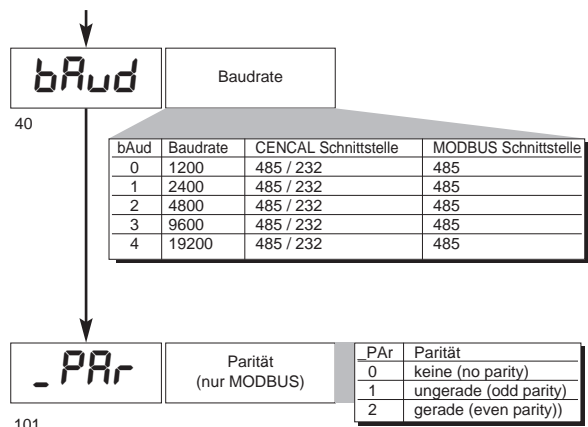 bAud
Baudrate
40
bAud Baudrate CENCAL Schnittstelle MODBUS Schnittstelle
0 1200 485 / 232 485
1 2400 485 / 232 485
2 4800 485 / 232 485
3 9600 485 / 232 485
4 19200 485 / 232 485
_PAr
Parität
(nur MODBUS)
_PAr Parität
0 keine (no parity)
1 ungerade (odd parity)
2 gerade (even parity))
101